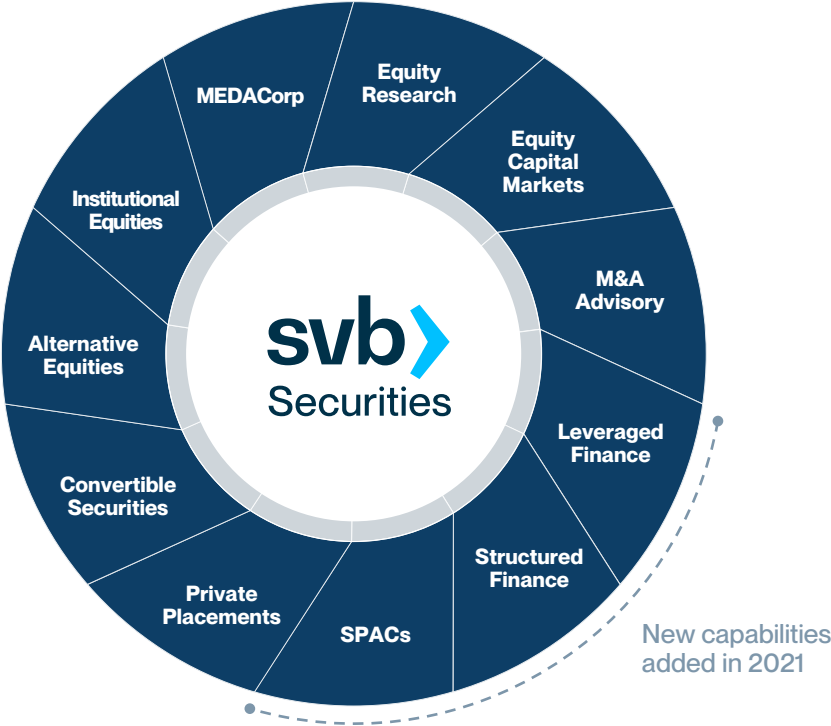 MEDACorp
Equity
Research
Equity
Capital
Markets
M&A
Advisory
Leveraged
Finance
Structured
Finance
SPACs
Private
Placements
Convertible
Securities
Alternative
Equities
Institutional
Equities
svb
Securities
New capabilities
added in 2021